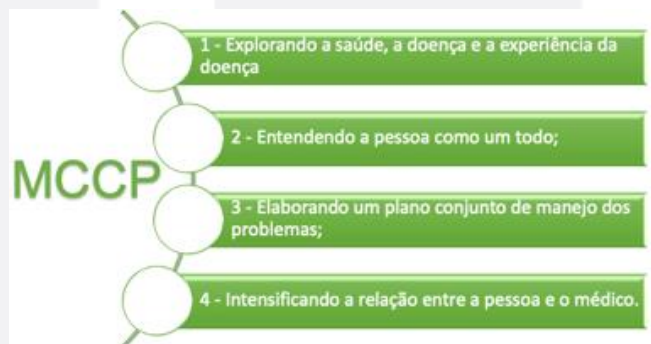 1 - Explorando a saúde, a doença e a experiência da
doença
2 - Entendendo a pessoa como um todo;
MCCP
3 - Elaborando um plano conjunto de manejo dos
problemas;
4 - Intensificando a relação entre a pessoa e o médico.